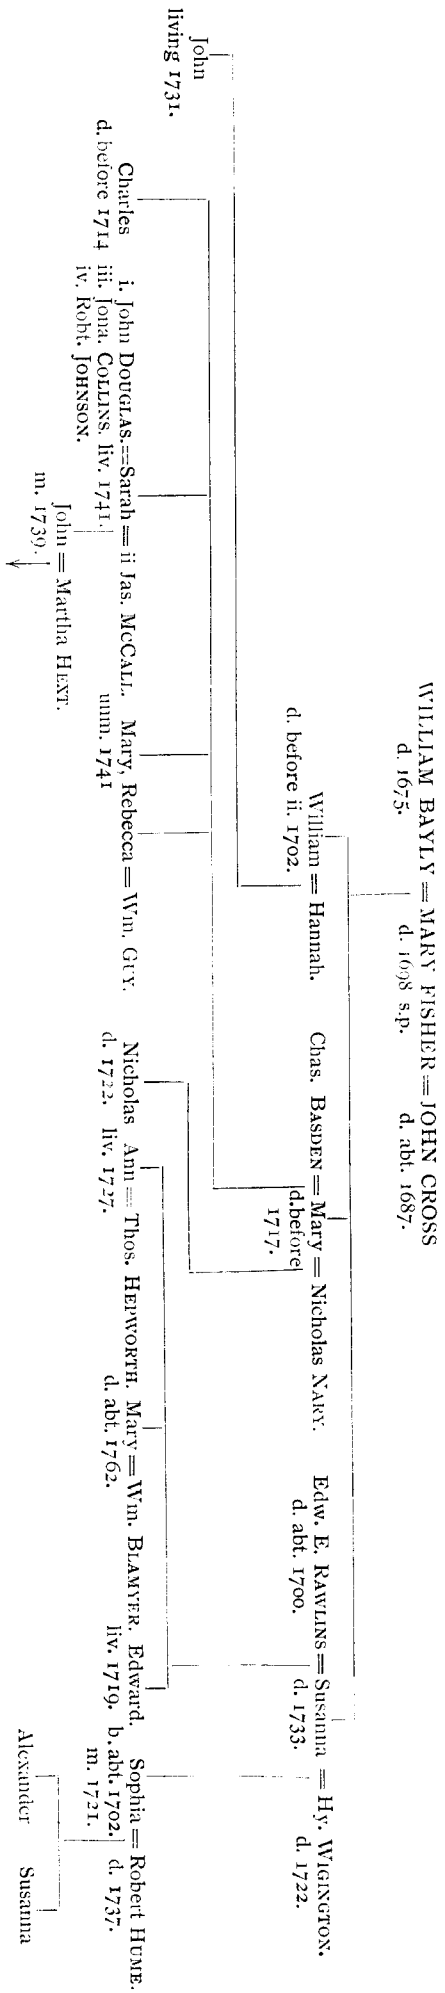 WILLIAM BAYLY = MARY FISHER = JOHN CROSS
d. 1675. d. 1698 s.p. d. abt. 1687.
William = Hannah. Chas. BASDEN = Mary = Nicholas NARY. Edw. E. RAWLINS = Susanna = Hy. WIGINGTON.
d. before ii. 1702. d.before d. abt. 1700. d. 1733. d. 1722.
1717.
John
living 1731.
Charles i. John DOUGLAS.==Sarah = ii Jas. MCCALL. Mary, Rebecca = Wm. GUY. Nicholas Ann = Thos. HEPWORTH. Mary = Wm. BLAMYER. Edward. Sophia = Robert HUME.
d. before 1714 iii. Jona. COLLINS. liv. 1741. unm. 1741 d. 1722. liv. 1727. d. abt. 1762. liv. 1719. b. abt. 1702. d. 1737.
iv. Robt. JOHNSON. m. 1721.
John = Martha HEXT.
m. 1739.
Alexander Susanna